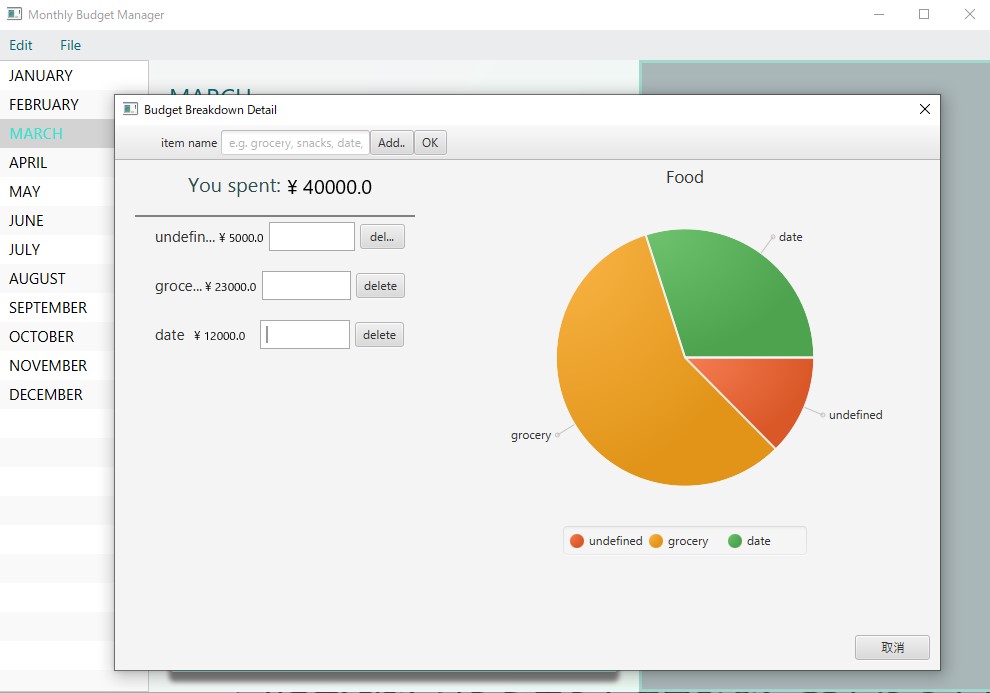 Monthly Budget Manager
Edit File
JANUARY
FEBRUARY
MARCH
APRIL
MAY
JUNE
JULY
AUGUST
SEPTEMBER
OCTOBER
NOVEMBER
DECEMBER
MARCH
Budget Breakdown Detail
item name e.g. grocery, snacks, date, Add.. OK
You spent: ¥ 40000.0
undefin... ¥ 5000.0 del...
groce... ¥ 23000.0 delete
date ¥ 12000.0 delete
Food
date
undefined
grocery
undefined grocery date
取消